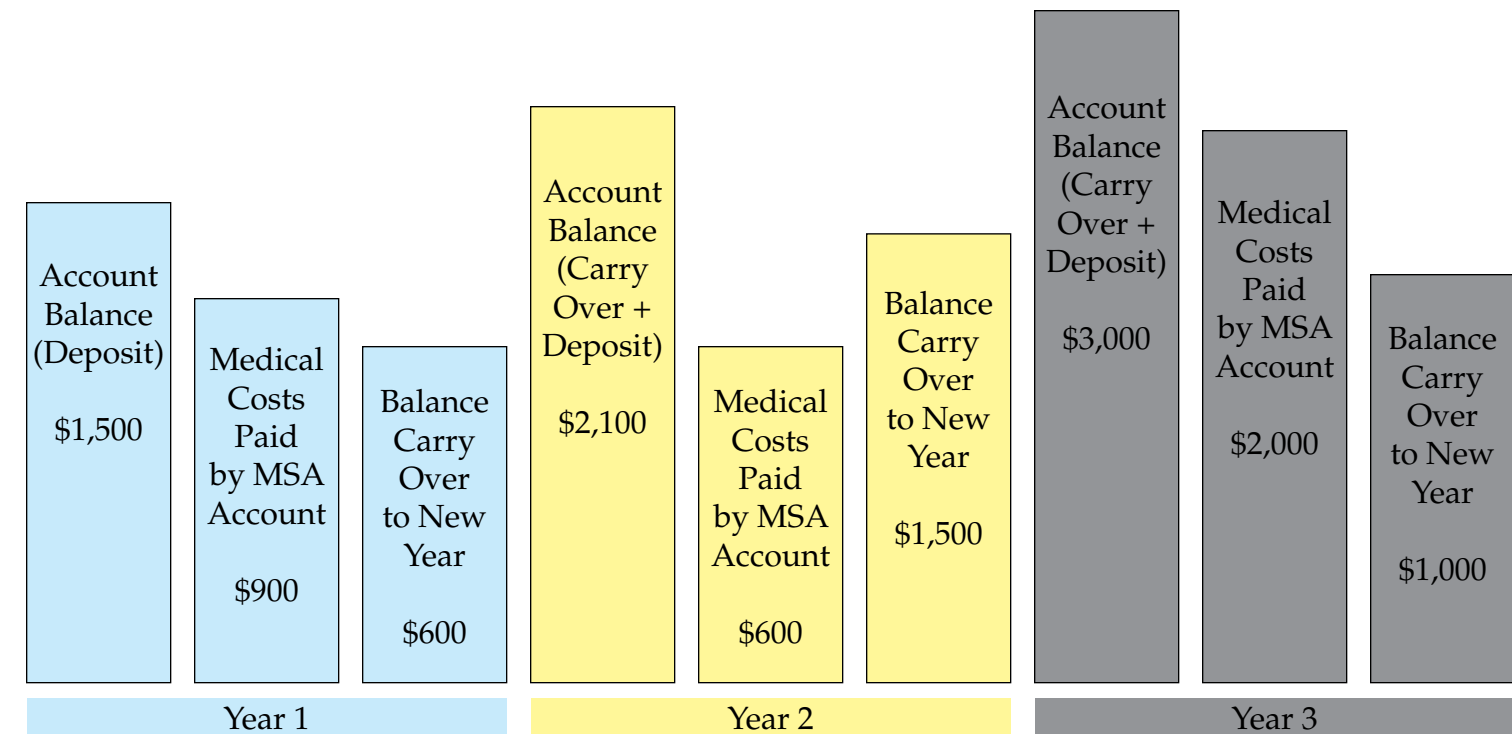 Account
Balance
(Deposit)
$1,500
Medical
Costs
Paid
by MSA
Account
$900
Balance
Carry
Over
to New
Year
$600
Account
Balance
(Carry
Over +
Deposit)
$2,100
Medical
Costs
Paid
by MSA
Account
$600
Balance
Carry
Over
to New
Year
$1,500
Account
Balance
(Carry
Over +
Deposit)
$3,000
Medical
Costs
Paid
by MSA
Account
$2,000
Balance
Carry
Over
to New
Year
$1,000
Year 1
Year 2
Year 3